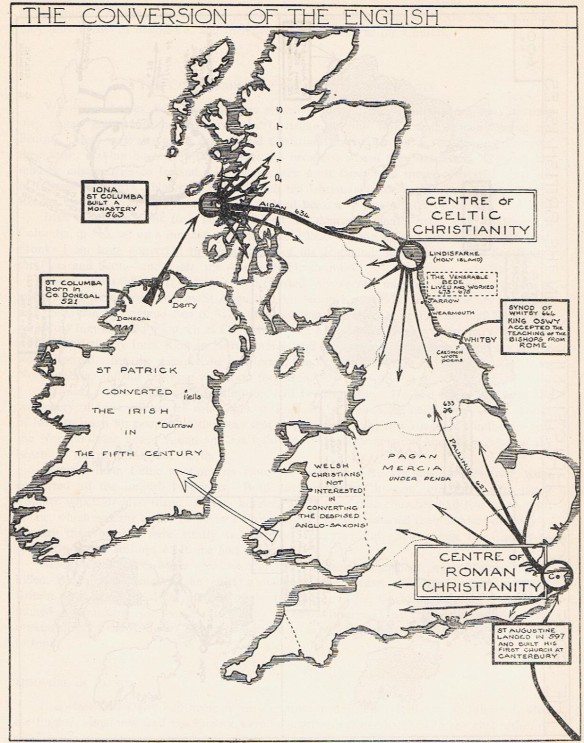 THE CONVERSION OF THE ENGLISH
PICTS
IONA
ST COLUMBA
BUILT A
MONASTERY
563
AIDAN 634
CENTRE OF
CELTIC
CHRISTIANITY
LINDISFARNE
(HOLY ISLAND)
THE VENERABLE
BEDE
LIVED AND WORKED
JARROW
WEARMOUTH
ST COLUMBA
born in
Co. DONEGAL
521
DONEGAL
Derry
SYNOD OF
WHITBY 664
KING OSWY
ACCEPTED THE
TEACHING of the
BISHOPS FROM
ROME
WHITBY
CAEDMON
wrote
poems
ST PATRICK
CONVERTED
THE IRISH
IN
THE FIFTH CENTURY
Kells
Durrow
633
PAULINUS 627
PAGAN
MERCIA
UNDER PENDA
WELSH
CHRISTIANS
NOT
INTERESTED
IN
CONVERTING
THE DESPISED
ANGLO-SAXONS
CENTRE OF
ROMAN
CHRISTIANITY
Ca
ST AUGUSTINE
LANDED IN 597
AND BUILT HIS
FIRST CHURCH AT
CANTERBURY